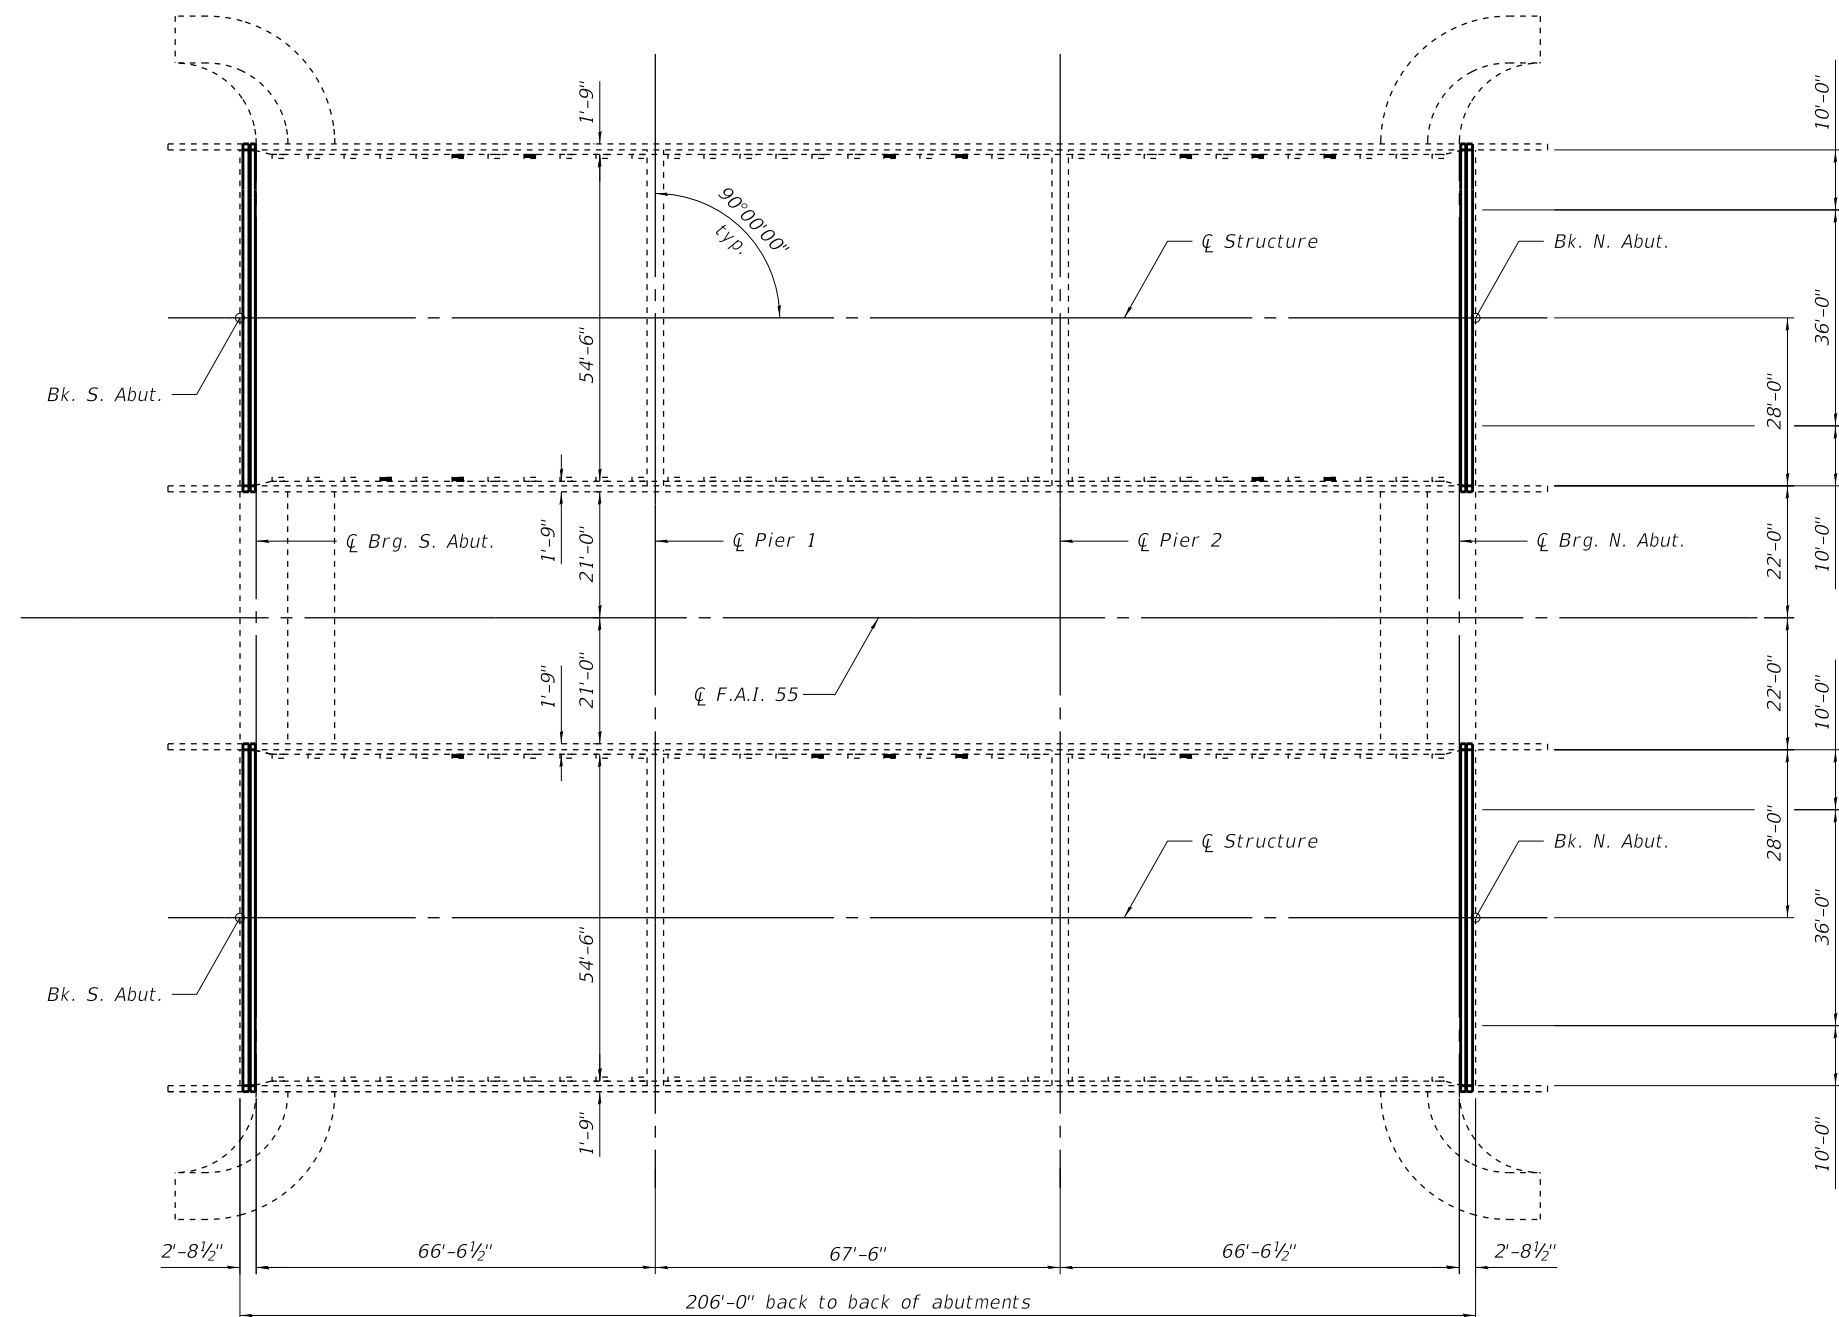 1'-9"
10'-0"
90°00'00"
typ.
℄ Structure
Bk. N. Abut.
36'-0"
54'-6"
28'-0"
Bk. S. Abut.
1'-9"
21'-0"
℄ Brg. S. Abut.
℄ Pier 1
℄ Pier 2
℄ Brg. N. Abut.
22'-0"
10'-0"
1'-9"
21'-0"
℄ F.A.I. 55
22'-0"
10'-0"
℄ Structure
Bk. N. Abut.
28'-0"
36'-0"
54'-6"
Bk. S. Abut.
1'-9"
10'-0"
2'-8½"
66'-6½"
67'-6"
66'-6½"
2'-8½"
206'-0" back to back of abutments